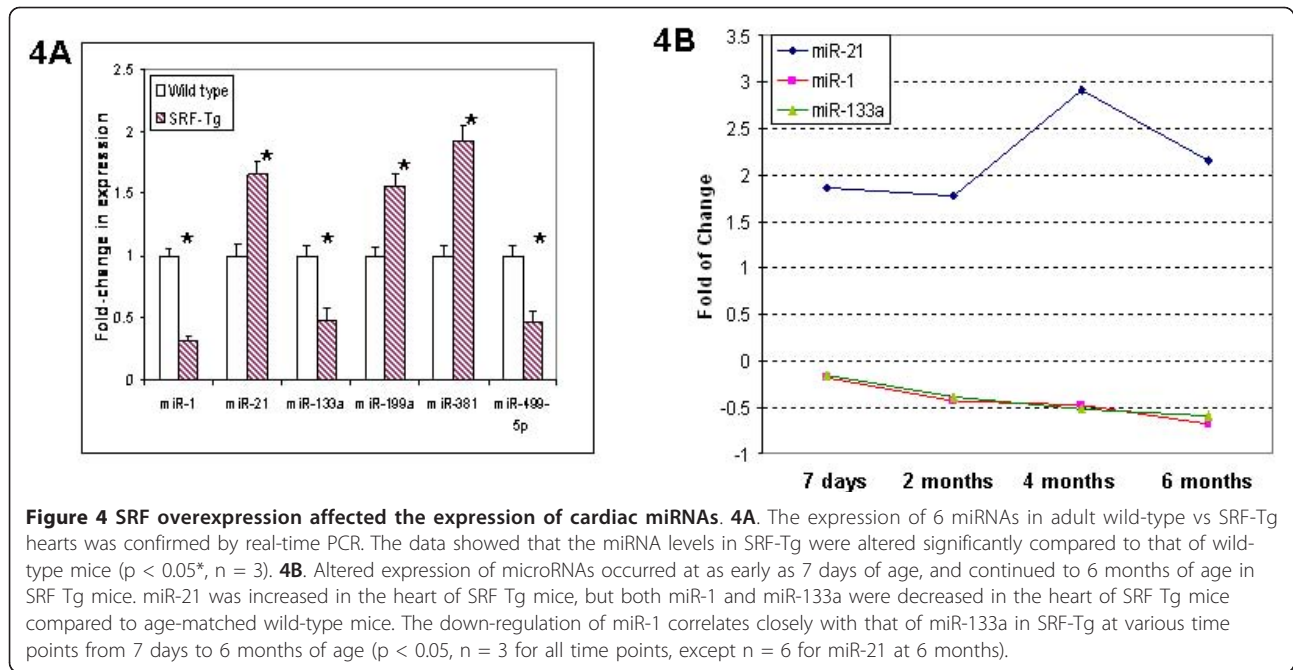 4A
2.5
2
1.5
1
0.5
0
Fold-change in expression
Wild type
SRF-Tg
*
*
*
*
*
*
miR-1
miR-21
miR-133a
miR-199a
miR-381
miR-499-
5p
4B
3.5
3
2.5
2
1.5
1
0.5
0
-0.5
-1
Fold of Change
miR-21
miR-1
miR-133a
7 days
2 months
4 months
6 months
Figure 4 SRF overexpression affected the expression of cardiac miRNAs. 4A. The expression of 6 miRNAs in adult wild-type vs SRF-Tg
hearts was confirmed by real-time PCR. The data showed that the miRNA levels in SRF-Tg were altered significantly compared to that of wild-
type mice (p < 0.05*, n = 3). 4B. Altered expression of microRNAs occurred at as early as 7 days of age, and continued to 6 months of age in
SRF Tg mice. miR-21 was increased in the heart of SRF Tg mice, but both miR-1 and miR-133a were decreased in the heart of SRF Tg mice
compared to age-matched wild-type mice. The down-regulation of miR-1 correlates closely with that of miR-133a in SRF-Tg at various time
points from 7 days to 6 months of age (p < 0.05, n = 3 for all time points, except n = 6 for miR-21 at 6 months).